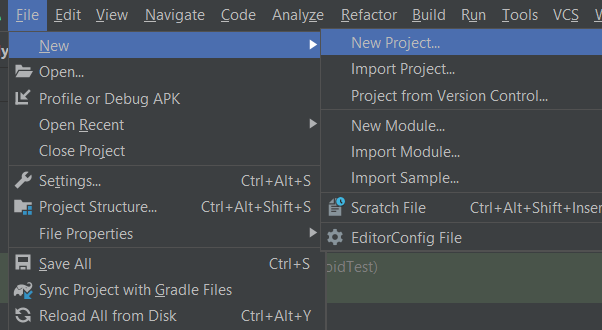 File Edit View Navigate Code Analyze Refactor Build Run Tools VCS
New
Open...
Profile or Debug APK
Open Recent
Close Project
Settings... Ctrl+Alt+S
Project Structure... Ctrl+Alt+Shift+S
File Properties
Save All Ctrl+S
Sync Project with Gradle Files
Reload All from Disk Ctrl+Alt+Y
New Project...
Import Project...
Project from Version Control...
New Module...
Import Module...
Import Sample...
Scratch File Ctrl+Alt+Shift+Inser
EditorConfig File
oidTest)